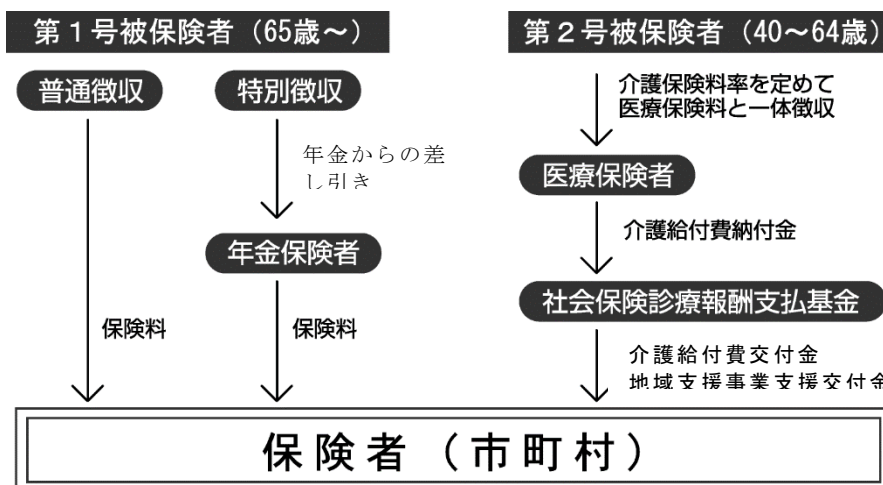 第１号被保険者（65歳～）
普通徴収
特別徴収
年金からの差
し引き
年金保険者
保険料
保険料
第２号被保険者（40～64歳）
介護保険料率を定めて
医療保険料と一体徴収
医療保険者
介護給付費納付金
社会保険診療報酬支払基金
介護給付費交付金
地域支援事業支援交付金
保険者（市町村）